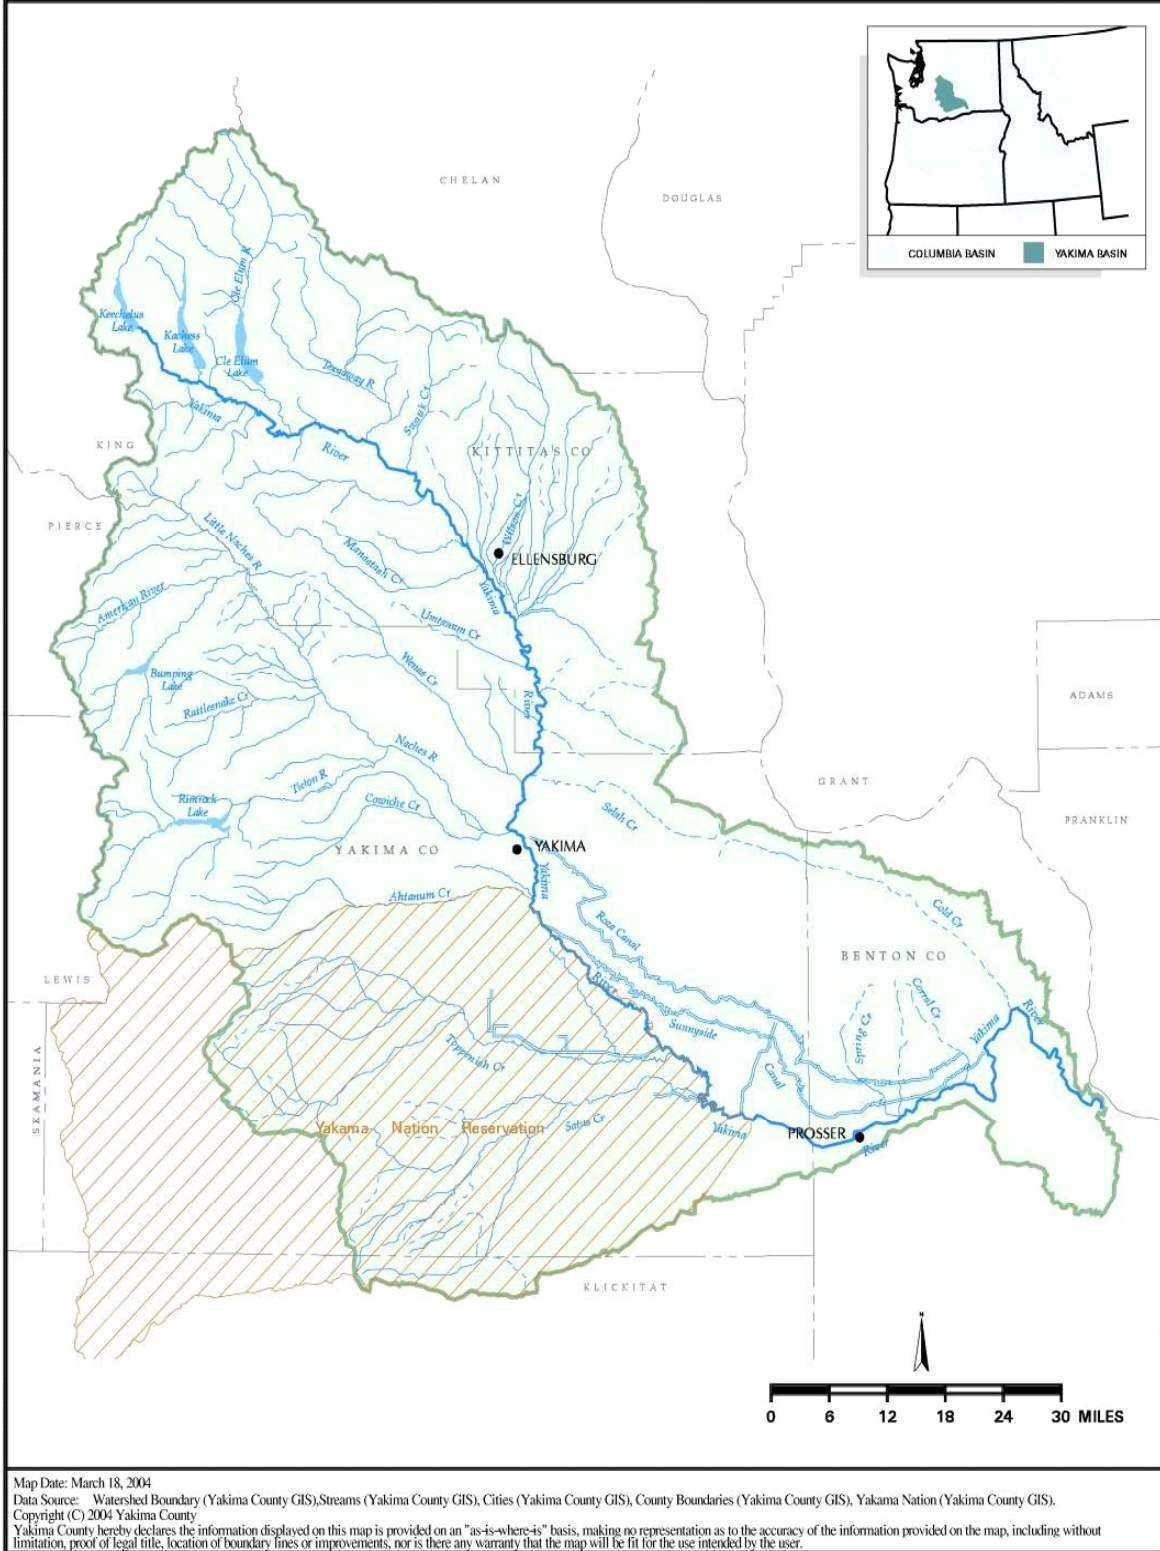 CHELAN
DOUGLAS
COLUMBIA BASIN
YAKIMA BASIN
Cle Elum R
Keechelus
Lake
Kachess
Lake
Cle Elum
Lake
Teanaway R
Swauk Cr
Yakima
River
KING
KITTITAS CO
PIERCE
Little Naches R
Manastash Cr
Wilson Cr
ELLENSBURG
American River
Yakima
Umtanum Cr
Wenas Cr
Bumping
Lake
Rattlesnake Cr
River
ADAMS
Naches R
Tieton R
GRANT
Rimrock
Lake
Cowiche Cr
Selah Cr
FRANKLIN
YAKIMA CO
YAKIMA
Yakima
Ahtanum Cr
Roza Canal
Cold Cr
BENTON CO
LEWIS
River
Sunnyside
Canal
Spring Cr
Corral Cr
Yakima
River
SKAMANIA
Toppenish Cr
Yakama Nation Reservation
Satus Cr
Yakima
PROSSER
River
KLICKITAT
N
0 6 12 18 24 30 MILES
Map Date: March 18, 2004
Data Source: Watershed Boundary (Yakima County GIS),Streams (Yakima County GIS), Cities (Yakima County GIS), County Boundaries (Yakima County GIS), Yakama Nation (Yakima County GIS).
Copyright (C) 2004 Yakima County
Yakima County hereby declares the information displayed on this map is provided on an "as-is-where-is" basis, making no representation as to the accuracy of the information provided on the map, including without
limitation, proof of legal title, location of boundary lines or improvements, nor is there any warranty that the map will be fit for the use intended by the user.